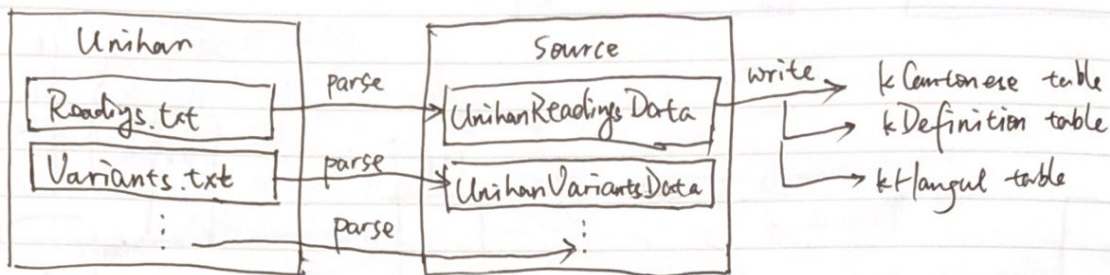 Unihan
Readings.txt
Variants.txt
⋮
parse
parse
parse
Source
UnihanReadingsData
UnihanVariantsData
⋮
write
kCantonese table
kDefinition table
kHangul table